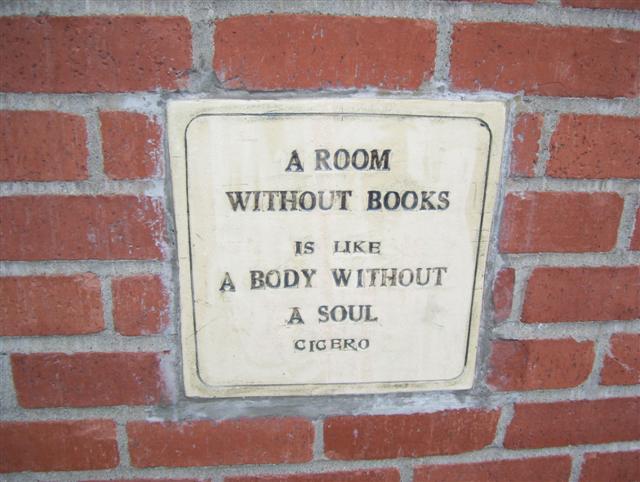 A ROOM
WITHOUT BOOKS
IS LIKE
A BODY WITHOUT
A SOUL
CICERO